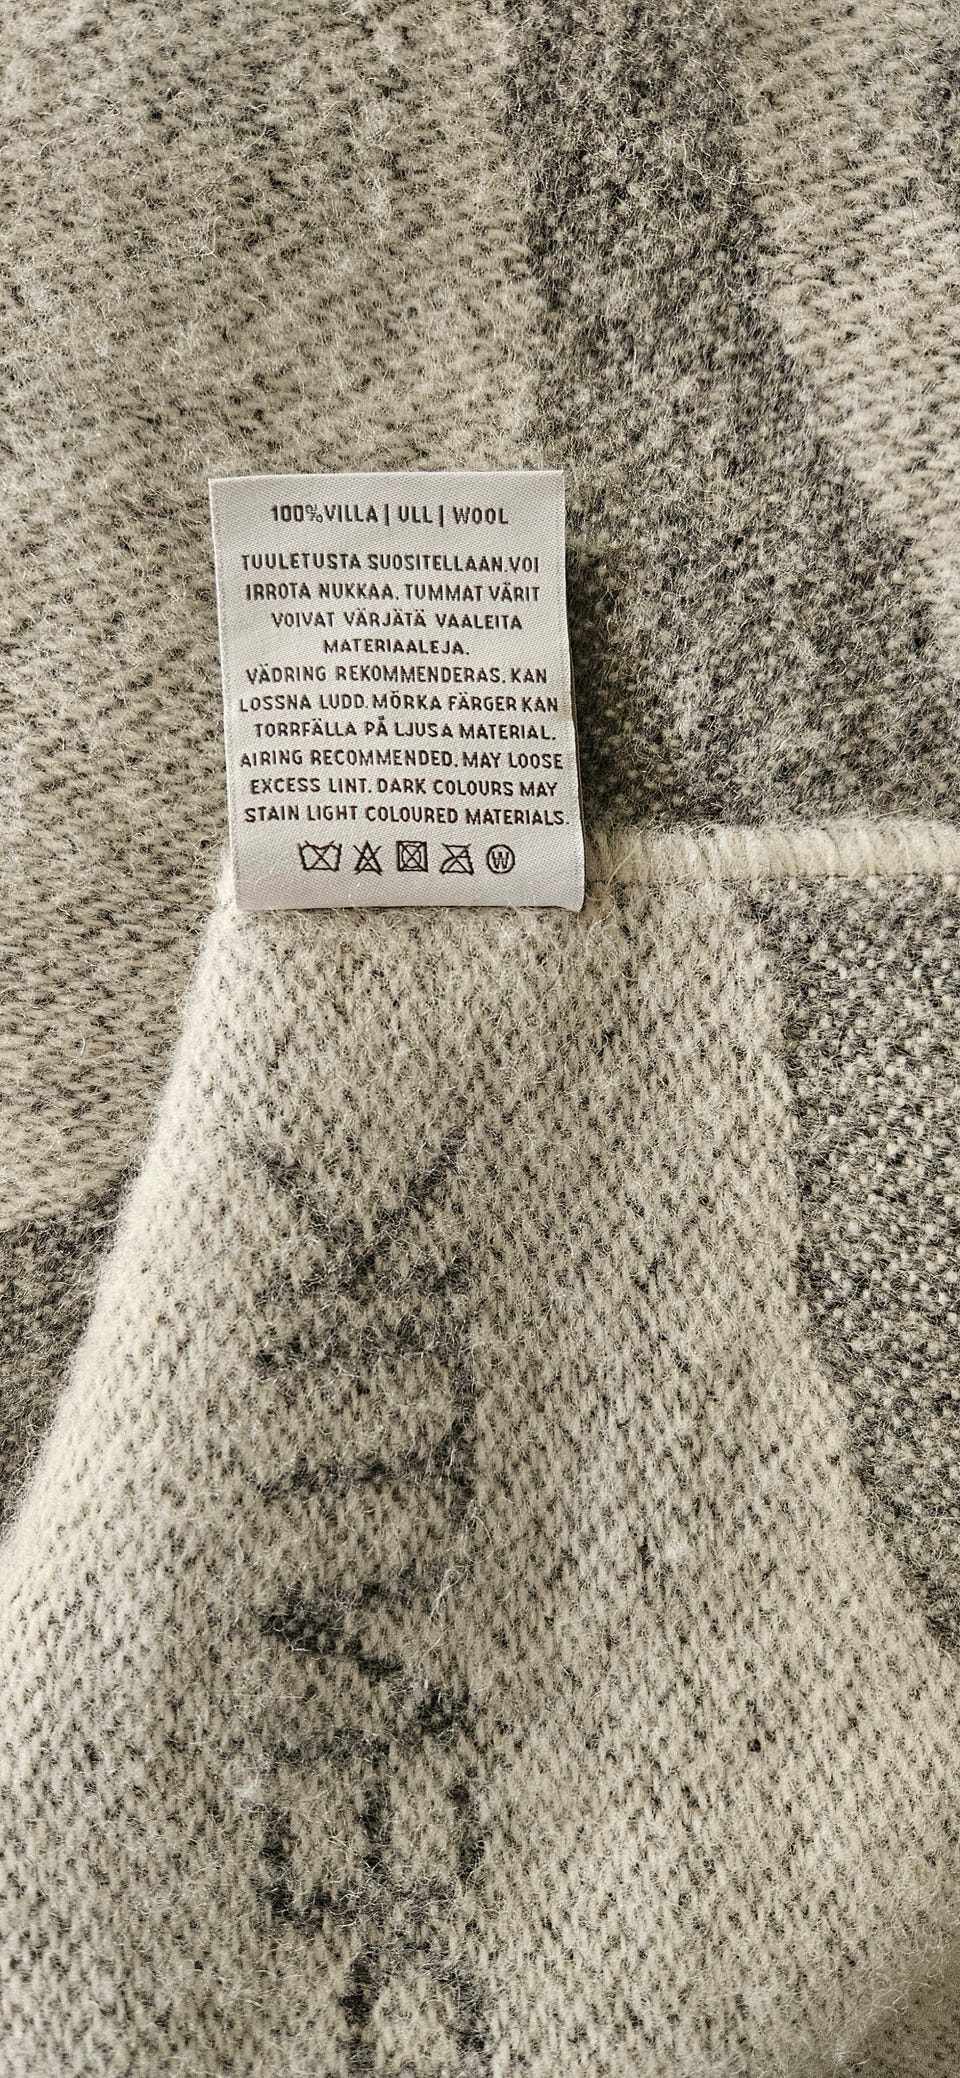 100%VILLA | ULL | WOOL
TUULETUSTA SUOSITELLAAN,VOI
IRROTA NUKKAA. TUMMAT VÄRIT
VOIVAT VÄRJÄTÄ VAALEITA
MATERIAALEJA.
VÄDRING REKOMMENDERAS. KAN
LOSSNA LUDD. MÖRKA FÄRGER KAN
TORRFÄLLA PÅ LJUSA MATERIAL.
AIRING RECOMMENDED. MAY LOOSE
EXCESS LINT. DARK COLOURS MAY
STAIN LIGHT COLOURED MATERIALS.
W